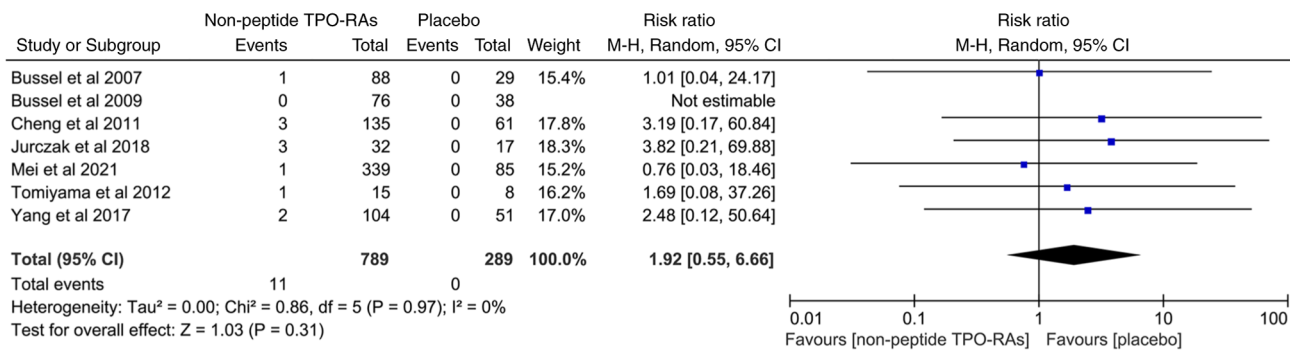 Non-peptide TPO-RAs Placebo Risk ratio Risk ratio
Study or Subgroup Events Total Events Total Weight M-H, Random, 95% CI M-H, Random, 95% CI
Bussel et al 2007 1 88 0 29 15.4% 1.01 [0.04, 24.17]
Bussel et al 2009 0 76 0 38 Not estimable
Cheng et al 2011 3 135 0 61 17.8% 3.19 [0.17, 60.84]
Jurczak et al 2018 3 32 0 17 18.3% 3.82 [0.21, 69.88]
Mei et al 2021 1 339 0 85 15.2% 0.76 [0.03, 18.46]
Tomiyama et al 2012 1 15 0 8 16.2% 1.69 [0.08, 37.26]
Yang et al 2017 2 104 0 51 17.0% 2.48 [0.12, 50.64]
Total (95% CI) 789 289 100.0% 1.92 [0.55, 6.66]
Total events 11 0
Heterogeneity: Tau² = 0.00; Chi² = 0.86, df = 5 (P = 0.97); I² = 0%
Test for overall effect: Z = 1.03 (P = 0.31)
0.01 0.1 1 10 100
Favours [non-peptide TPO-RAs] Favours [placebo]